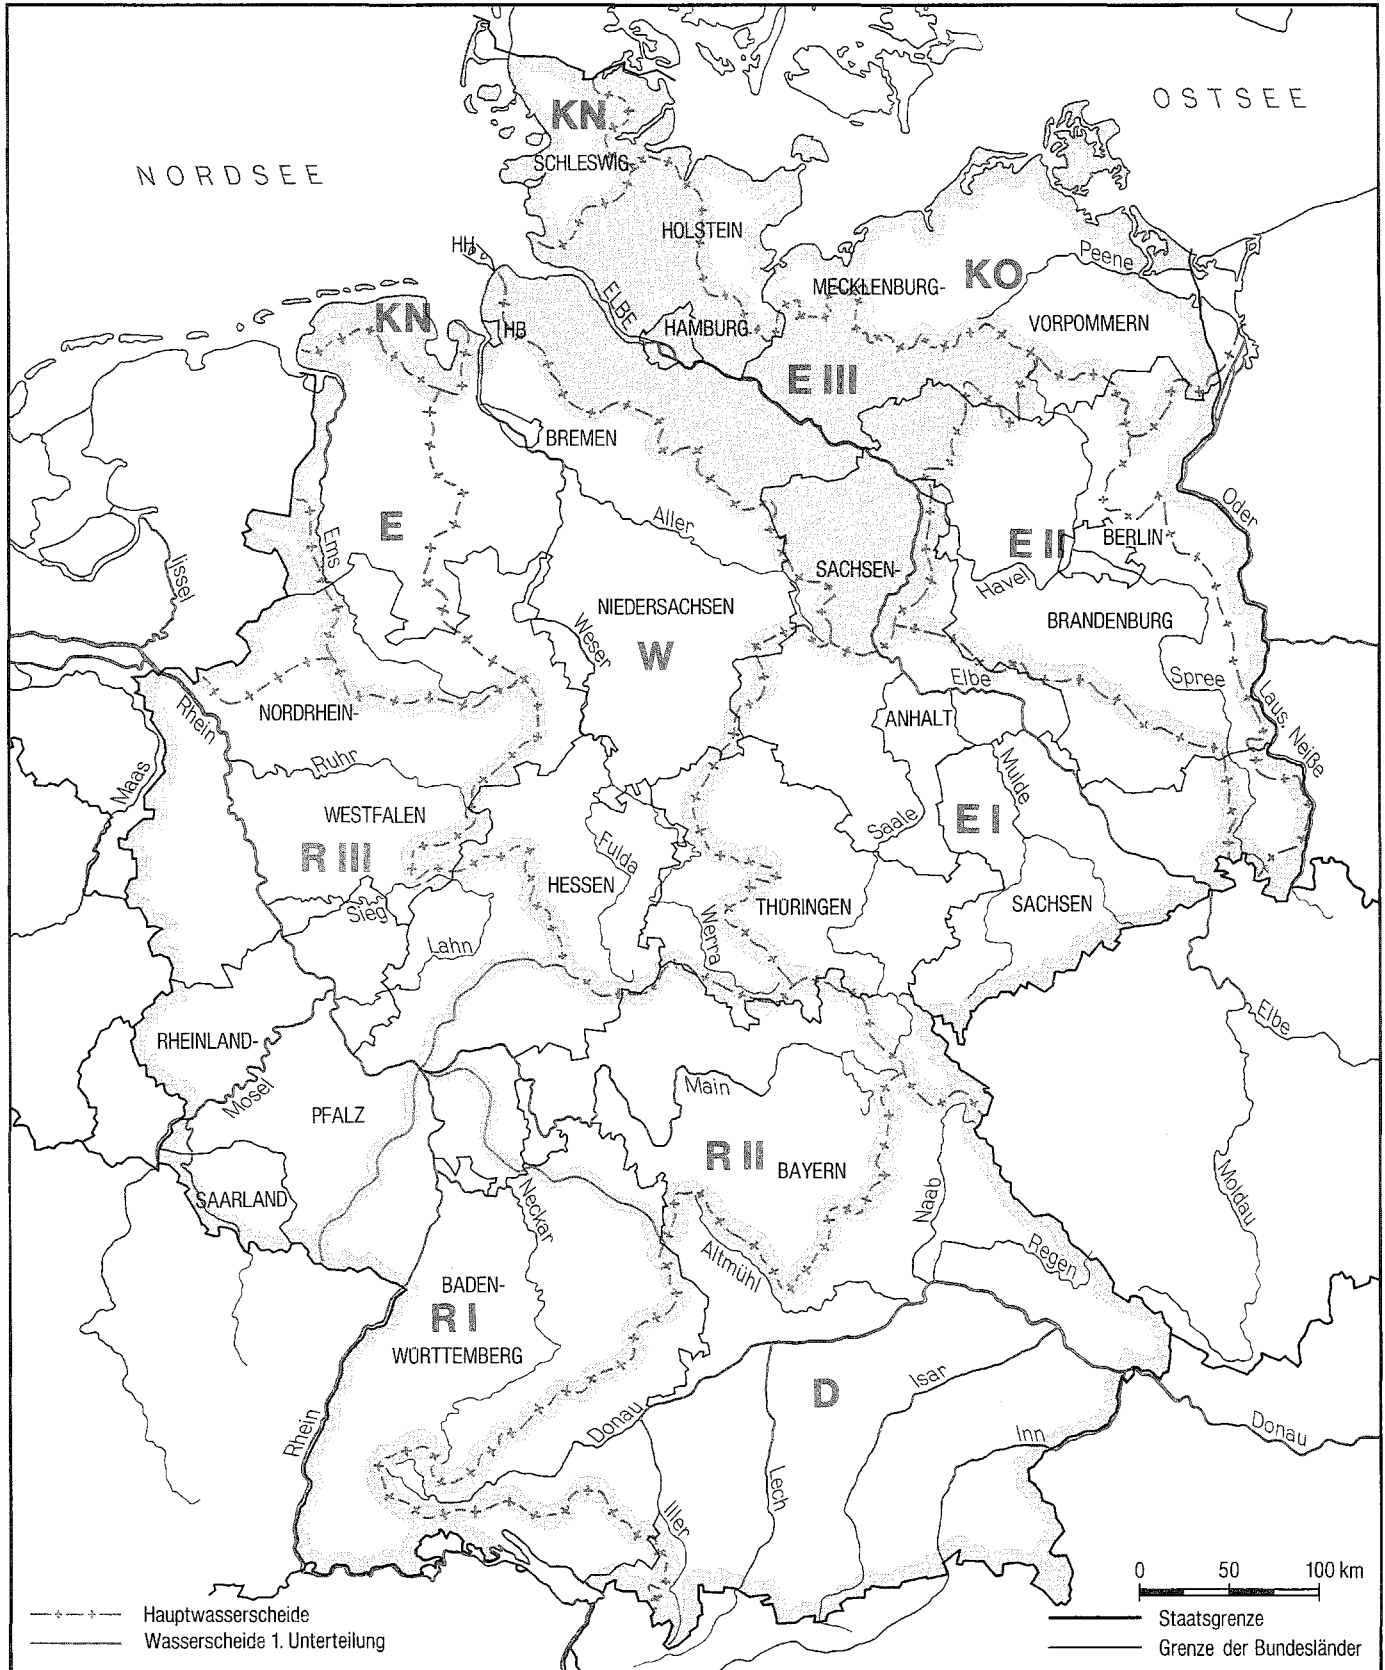 OSTSEE
NORDSEE
KN
SCHLESWIG-
HOLSTEIN
HH
Peene
KO
MECKLENBURG-
ELBE
KN
HAMBURG
VORPOMMERN
HB
E III
BREMEN
Oder
Aller
E
Ems
E II
BERLIN
SACHSEN-
Havel
Ijssel
NIEDERSACHSEN
BRANDENBURG
Weser
W
Elbe
Spree
Rhein
NORDRHEIN-
ANHALT
Laus. Neiße
Ruhr
Maas
Mulde
WESTFALEN
Saale
E I
R III
Fulda
HESSEN
THÜRINGEN
SACHSEN
Sieg
Werra
Lahn
Elbe
RHEINLAND-
Main
Mosel
PFALZ
R II
BAYERN
Moldau
SAARLAND
Neckar
Naab
Altmühl
Regen
BADEN-
R I
WÜRTTEMBERG
Isar
D
Donau
Rhein
Inn
Donau
Lech
Iller
0 50 100 km
Hauptwasserscheide
Wasserscheide 1. Unterteilung
Staatsgrenze
Grenze der Bundesländer